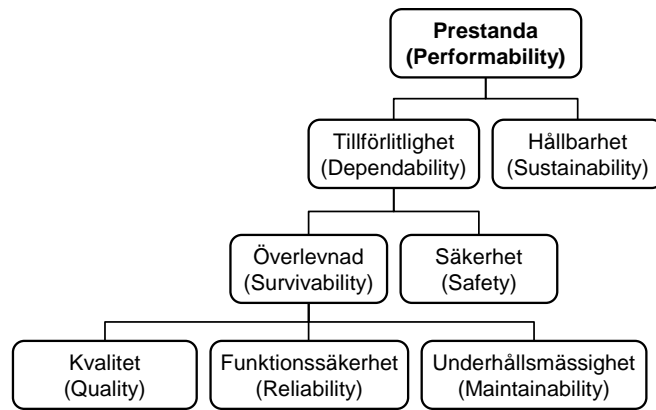 Prestanda
(Performability)
Tillförlitlighet
(Dependability)
Hållbarhet
(Sustainability)
Överlevnad
(Survivability)
Säkerhet
(Safety)
Kvalitet
(Quality)
Funktionssäkerhet
(Reliability)
Underhållsmässighet
(Maintainability)